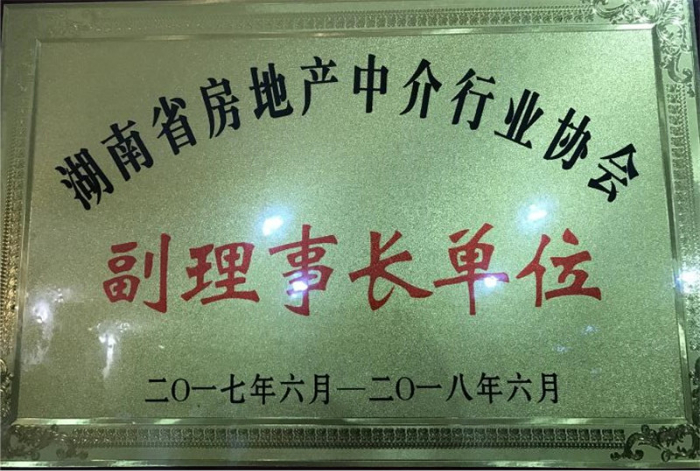 湖南省房地产中介行业协会
副理事长单位
二〇一七年六月—二〇一八年六月